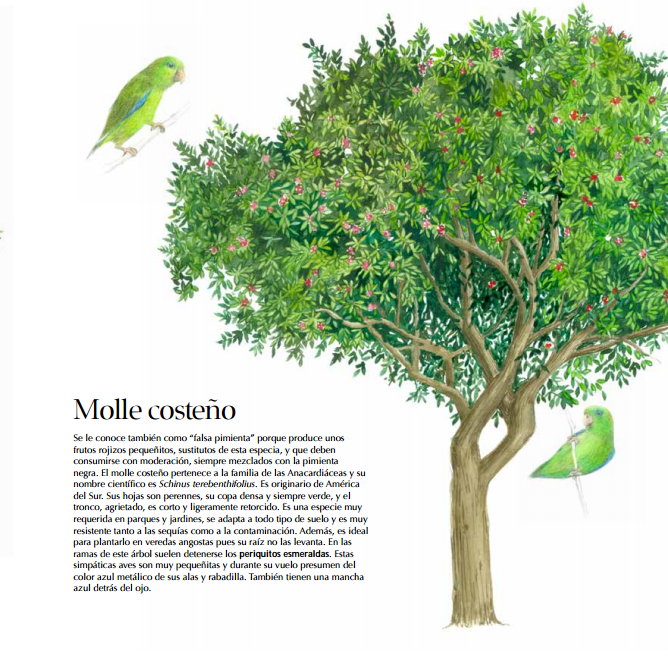 Molle costeño
Se le conoce también como “falsa pimienta” porque produce unos
frutos rojizos pequeñitos, sustitutos de esta especia, y que deben
consumirse con moderación, siempre mezclados con la pimienta
negra. El molle costeño pertenece a la familia de las Anacardiáceas y su
nombre científico es Schinus terebenthifolius. Es originario de América
del Sur. Sus hojas son perennes, su copa densa y siempre verde, y el
tronco, agrietado, es corto y ligeramente retorcido. Es una especie muy
requerida en parques y jardines, se adapta a todo tipo de suelo y es muy
resistente tanto a las sequías como a la contaminación. Además, es ideal
para plantarlo en veredas angostas pues su raíz no las levanta. En las
ramas de este árbol suelen detenerse los periquitos esmeraldas. Estas
simpáticas aves son muy pequeñitas y durante su vuelo presumen del
color azul metálico de sus alas y rabadilla. También tienen una mancha
azul detrás del ojo.